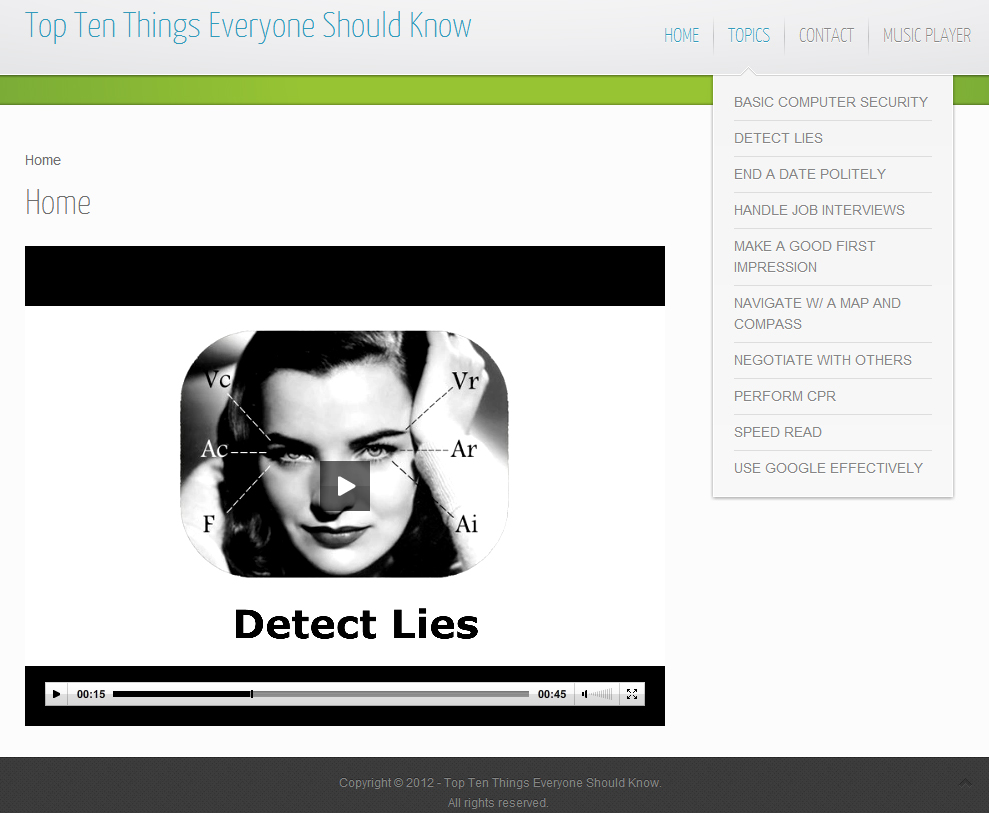 Top Ten Things Everyone Should Know
HOME
TOPICS
CONTACT
MUSIC PLAYER
BASIC COMPUTER SECURITY
DETECT LIES
END A DATE POLITELY
HANDLE JOB INTERVIEWS
MAKE A GOOD FIRST
IMPRESSION
NAVIGATE W/ A MAP AND
COMPASS
NEGOTIATE WITH OTHERS
PERFORM CPR
SPEED READ
USE GOOGLE EFFECTIVELY
Home
Home
Vc
Vr
Ac
Ar
F
Ai
Detect Lies
00:15
00:45
Copyright © 2012 - Top Ten Things Everyone Should Know.
All rights reserved.